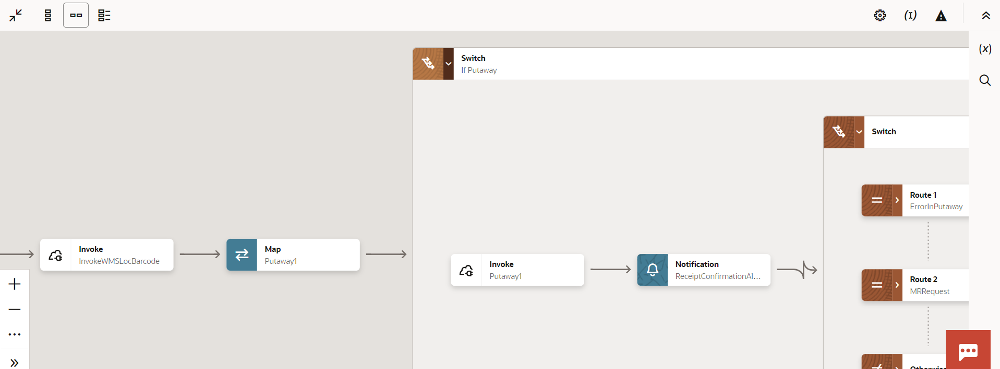 (I)
(x)
Switch
If Putaway
Switch
Route 1
ErrorInPutaway
Invoke
InvokeWMSLocBarcode
Map
Putaway1
Invoke
Putaway1
Notification
ReceiptConfirmationAl...
Route 2
MRRequest